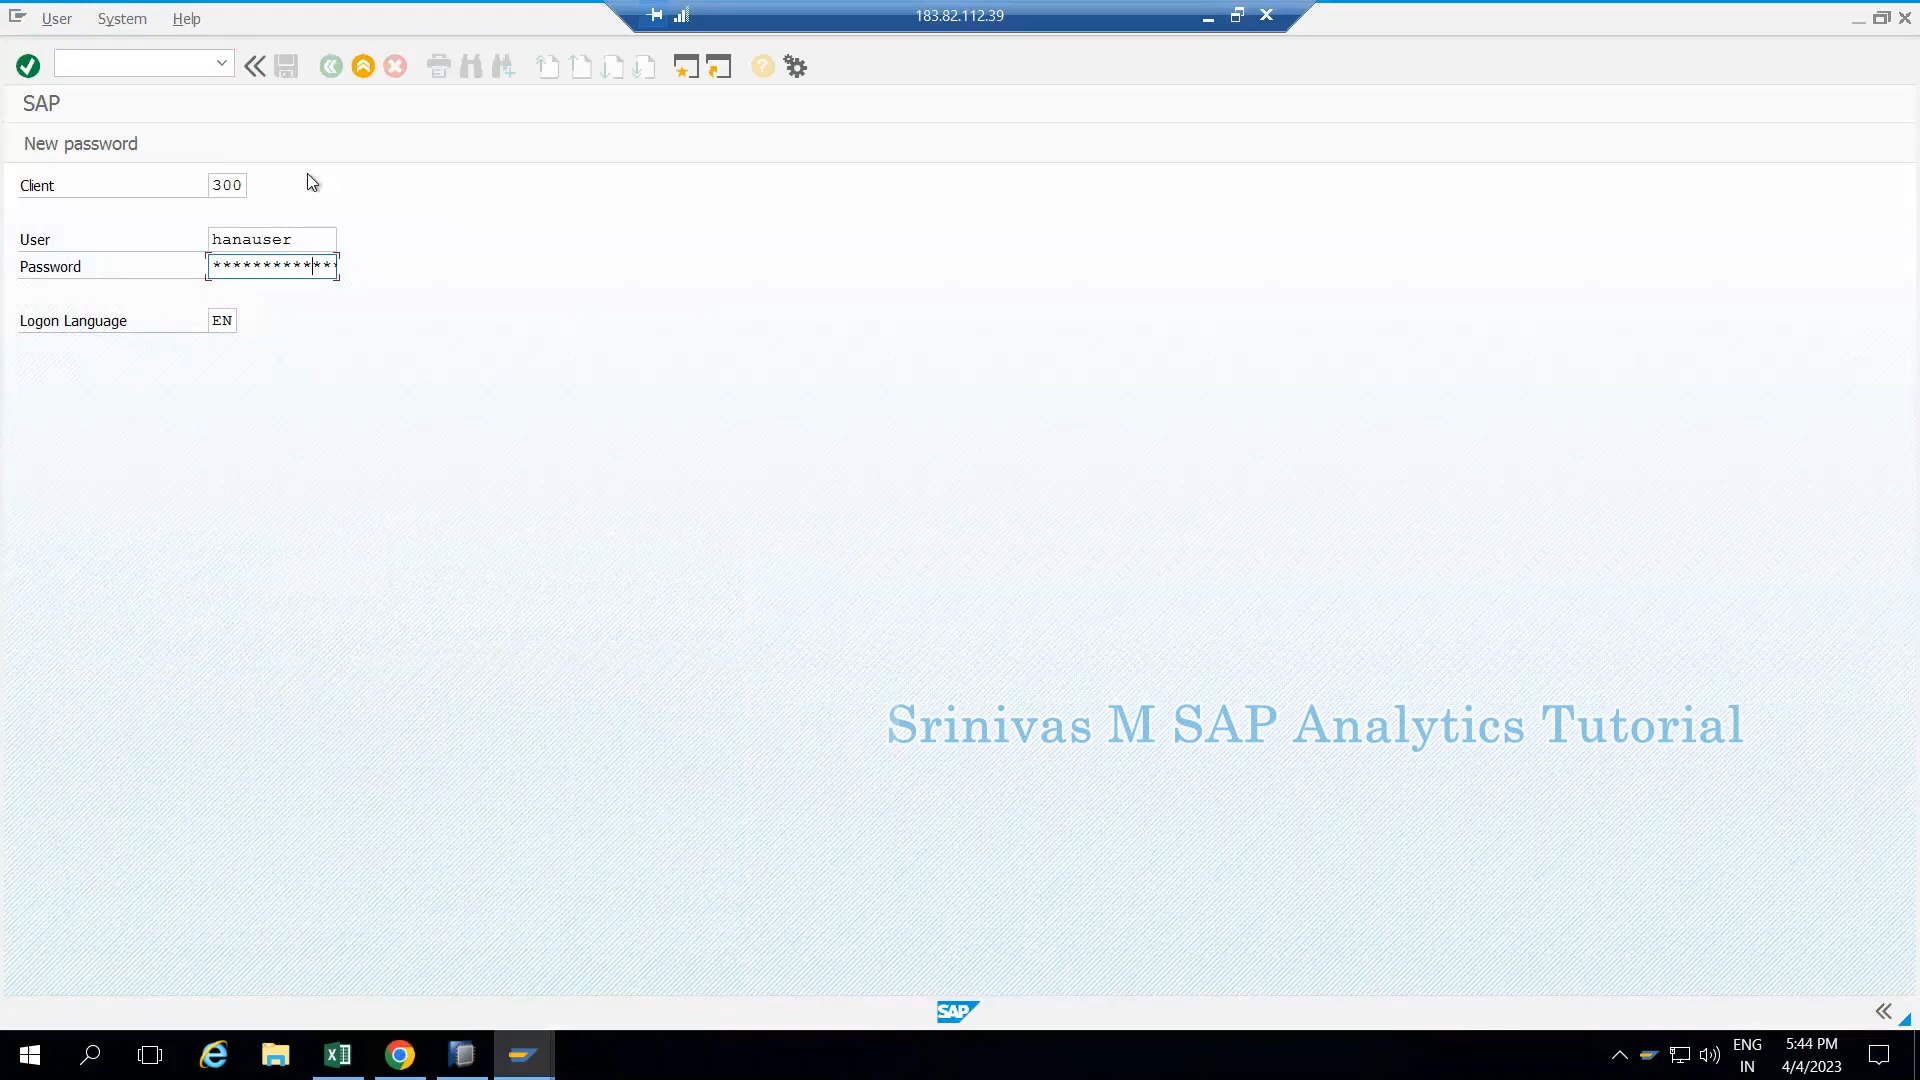 User System Help
183.82.112.39
SAP
New password
Client 300
User hanauser
Password **************
Logon Language EN
Srinivas M SAP Analytics Tutorial
SAP
ENG
IN
5:44 PM
4/4/2023